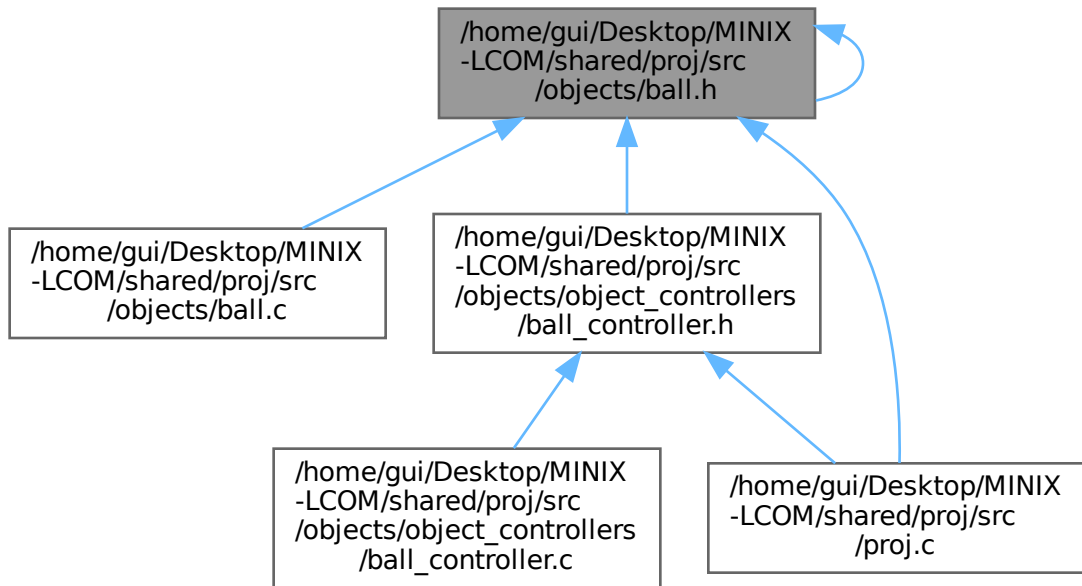 /home/gui/Desktop/MINIX
-LCOM/shared/proj/src
/objects/ball.h
/home/gui/Desktop/MINIX
-LCOM/shared/proj/src
/objects/ball.c
/home/gui/Desktop/MINIX
-LCOM/shared/proj/src
/objects/object_controllers
/ball_controller.h
/home/gui/Desktop/MINIX
-LCOM/shared/proj/src
/objects/object_controllers
/ball_controller.c
/home/gui/Desktop/MINIX
-LCOM/shared/proj/src
/proj.c